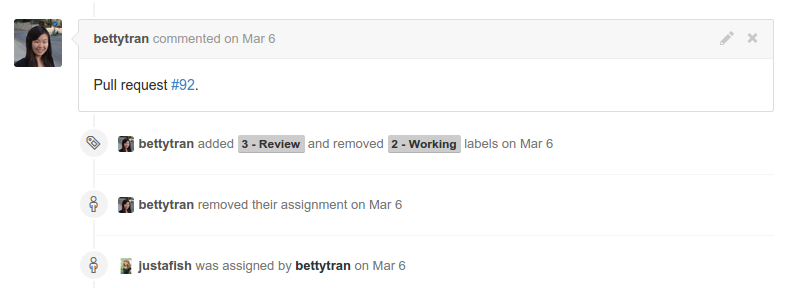 bettytran commented on Mar 6
Pull request #92.
bettytran added 3 - Review and removed 2 - Working labels on Mar 6
bettytran removed their assignment on Mar 6
justafish was assigned by bettytran on Mar 6